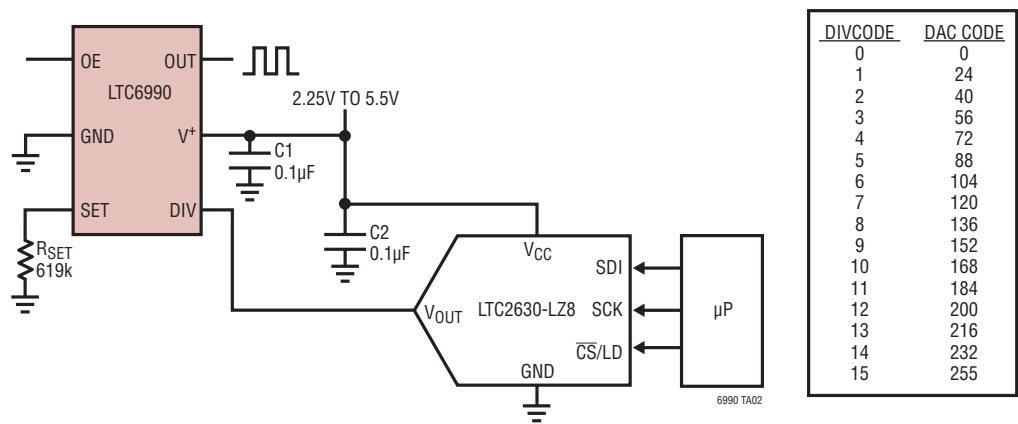 OE
OUT
LTC6990
GND
V+
SET
DIV
RSET
619k
2.25V TO 5.5V
C1
0.1µF
C2
0.1µF
VCC
SDI
VOUT
LTC2630-LZ8
SCK
CS/LD
GND
µP
6990 TA02
DIVCODE DAC CODE
0 0
1 24
2 40
3 56
4 72
5 88
6 104
7 120
8 136
9 152
10 168
11 184
12 200
13 216
14 232
15 255